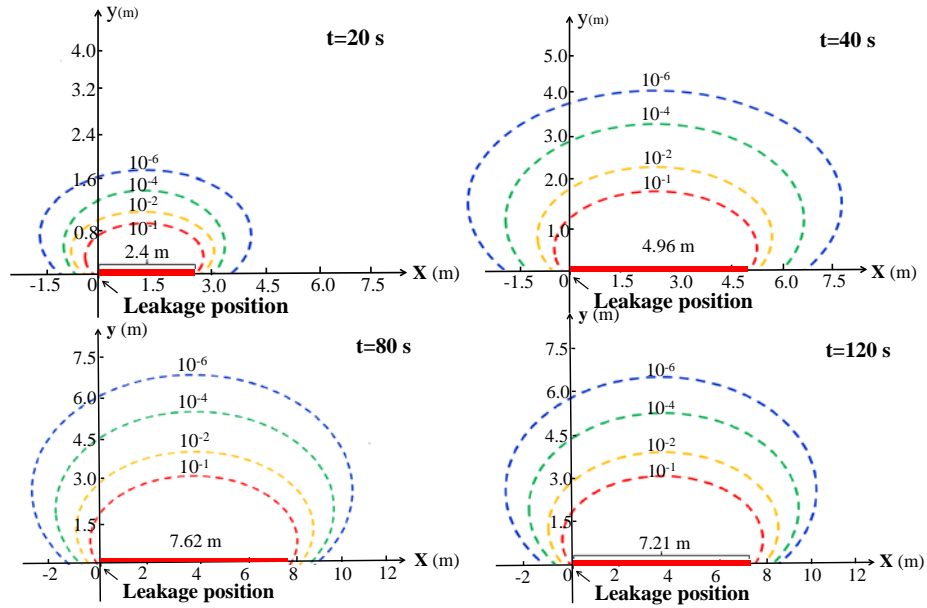 y(m)
t=20 s
4.0
3.2
2.4
1.6
0.8
10-6
10-4
10-2
10-1
2.4 m
-1.5 0 1.5 3.0 4.5 6.0 7.5 X (m)
Leakage position
y(m)
t=40 s
5.0
4.0
3.0
2.0
1.0
10-6
10-4
10-2
10-1
4.96 m
-1.5 0 1.5 3.0 4.5 6.0 7.5 X (m)
Leakage position
y (m)
t=80 s
7.5
6.0
4.5
3.0
1.5
10-6
10-4
10-2
10-1
7.62 m
-2 0 2 4 6 8 10 12 X (m)
Leakage position
y (m)
t=120 s
7.5
6.0
4.5
3.0
1.5
10-6
10-4
10-2
10-1
7.21 m
-2 0 2 4 6 8 10 12 X (m)
Leakage position